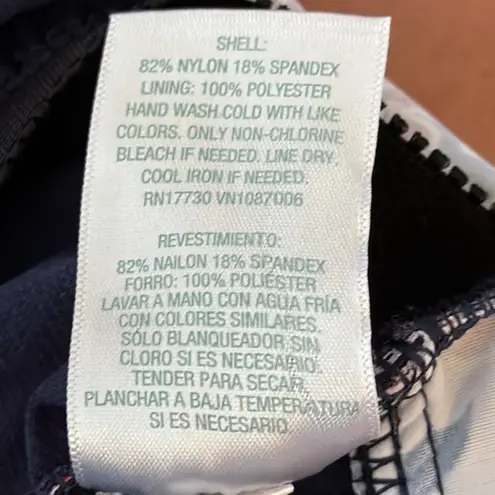 SHELL:
82% NYLON 18% SPANDEX
LINING: 100% POLYESTER
HAND WASH COLD WITH LIKE
COLORS. ONLY NON-CHLORINE
BLEACH IF NEEDED. LINE DRY.
COOL IRON IF NEEDED.
RN17730 VN1087006
REVESTIMIENTO:
82% NAILON 18% SPANDEX
FORRO: 100% POLIÉSTER
LAVAR A MANO CON AGUA FRÍA
CON COLORES SIMILARES.
SÓLO BLANQUEADOR SIN
CLORO SI ES NECESARIO.
TENDER PARA SECAR.
PLANCHAR A BAJA TEMPERATURA
SI ES NECESARIO.